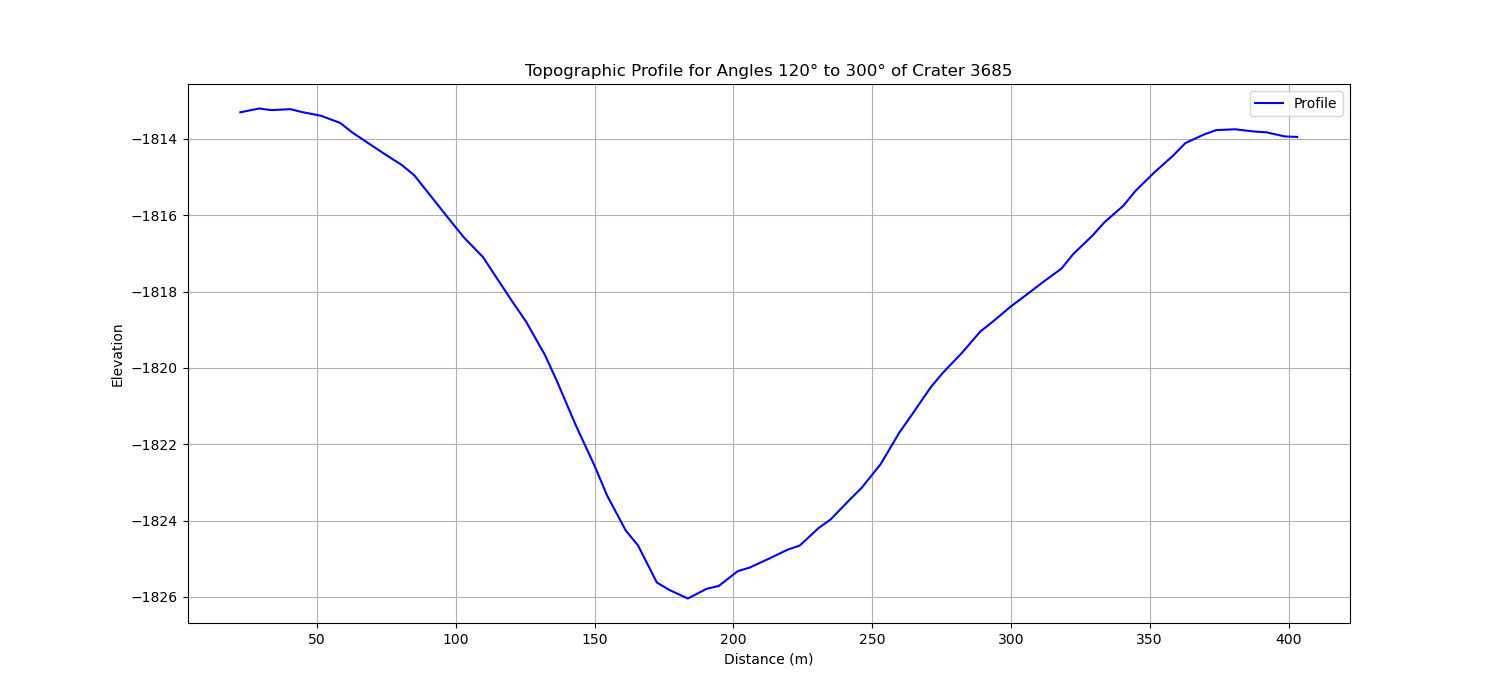 Topographic Profile for Angles 120° to 300° of Crater 3685
Profile
Elevation
−1814
−1816
−1818
−1820
−1822
−1824
−1826
50 100 150 200 250 300 350 400
Distance (m)